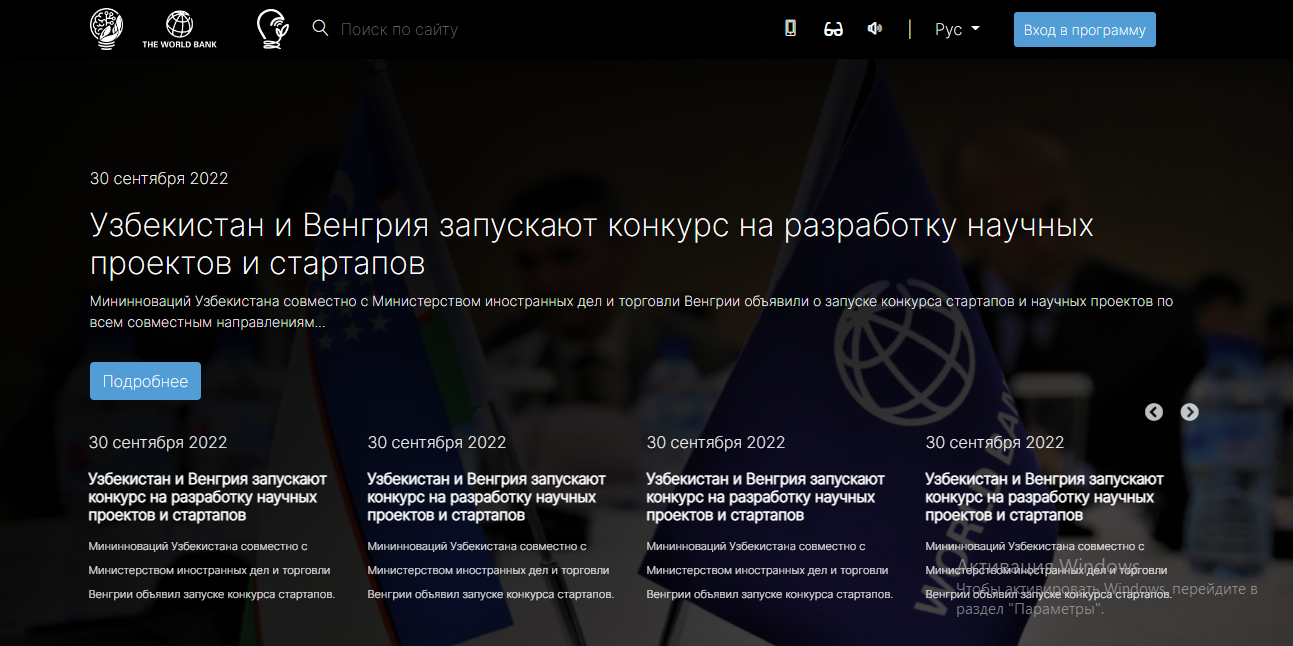 THE WORLD BANK
Поиск по сайту
Рус
Вход в программу
30 сентября 2022
Узбекистан и Венгрия запускают конкурс на разработку научных
проектов и стартапов
Мининноваций Узбекистана совместно с Министерством иностранных дел и торговли Венгрии объявили о запуске конкурса стартапов и научных проектов по
всем совместным направлениям...
Подробнее
30 сентября 2022
Узбекистан и Венгрия запускают
конкурс на разработку научных
проектов и стартапов
Мининноваций Узбекистана совместно с
Министерством иностранных дел и торговли
Венгрии объявил запуске конкурса стартапов.
30 сентября 2022
Узбекистан и Венгрия запускают
конкурс на разработку научных
проектов и стартапов
Мининноваций Узбекистана совместно с
Министерством иностранных дел и торговли
Венгрии объявил запуске конкурса стартапов.
30 сентября 2022
Узбекистан и Венгрия запускают
конкурс на разработку научных
проектов и стартапов
Мининноваций Узбекистана совместно с
Министерством иностранных дел и торговли
Венгрии объявил запуске конкурса стартапов.
30 сентября 2022
Узбекистан и Венгрия запускают
конкурс на разработку научных
проектов и стартапов
Мининноваций Узбекистана совместно с
Министерством иностранных дел и торговли
Венгрии объявил запуске конкурса стартапов.
WORLD BANK
Активация Windows
Чтобы активировать Windows, перейдите в
раздел "Параметры".